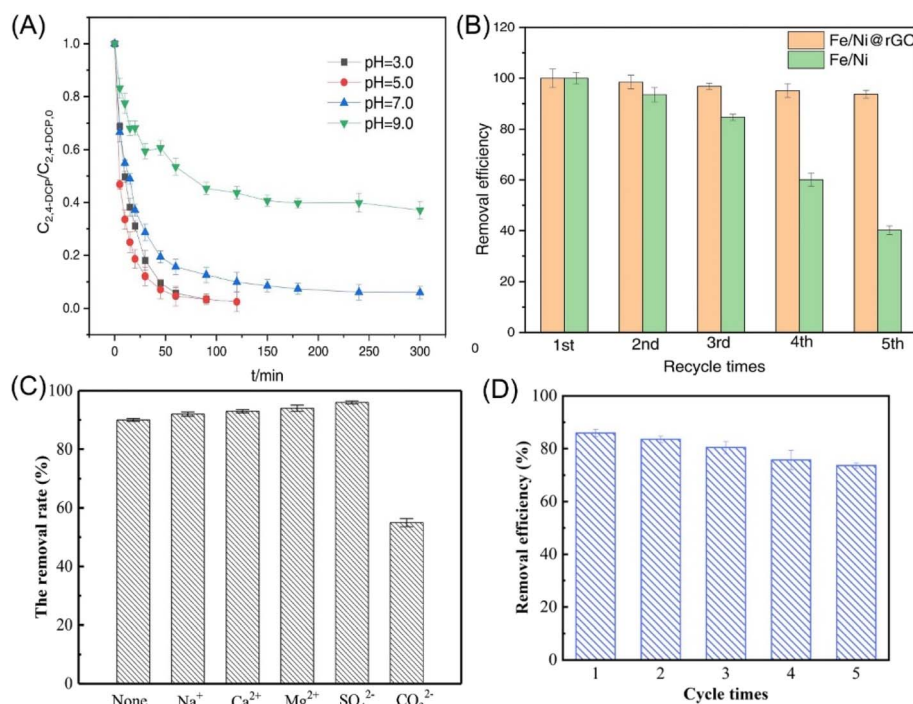 (A)
1.0
0.8
0.6
0.4
0.2
0.0
C2,4-DCP/C2,4-DCP,0
pH=3.0
pH=5.0
pH=7.0
pH=9.0
0 50 100 150 200 250 300
t/min
(B)
120
100
80
60
40
20
0
Removal efficiency
Fe/Ni@rGO
Fe/Ni
1st 2nd 3rd 4th 5th
Recycle times
(C)
100
80
60
40
20
0
The removal rate (%)
None Na+ Ca2+ Mg2+
(D)
100
80
60
40
20
0
Removal efficiency (%)
1 2 3 4 5
Cycle times